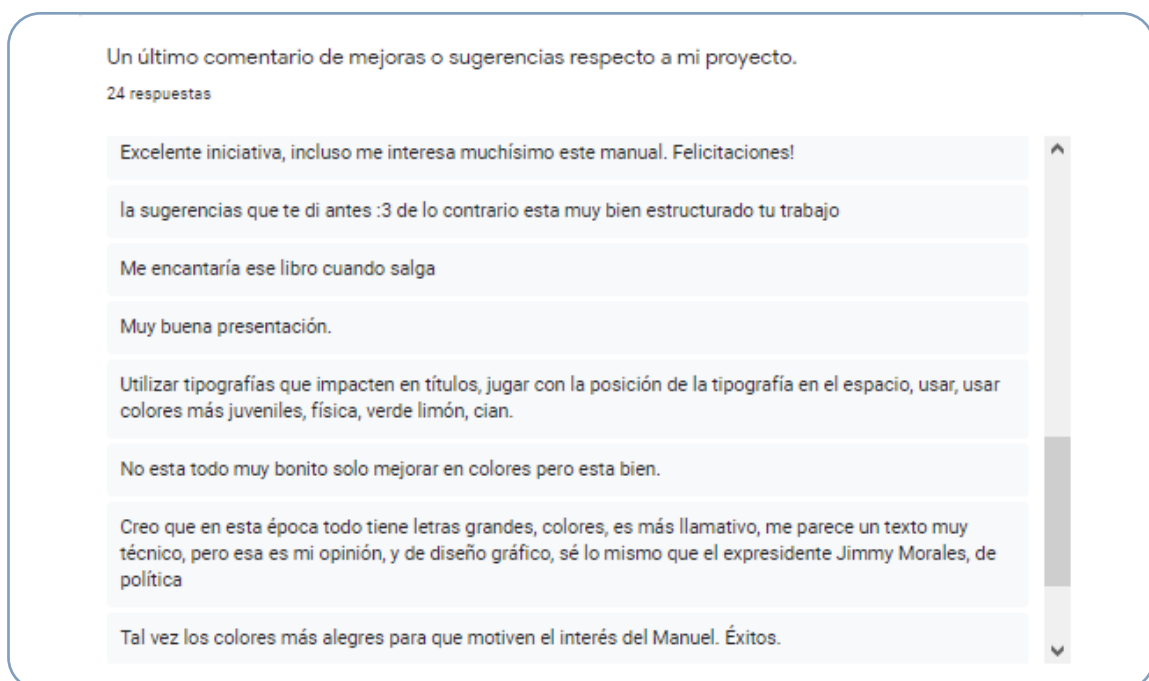 Un último comentario de mejoras o sugerencias respecto a mi proyecto.
24 respuestas
Excelente iniciativa, incluso me interesa muchísimo este manual. Felicitaciones!
la sugerencias que te di antes :3 de lo contrario esta muy bien estructurado tu trabajo
Me encantaría ese libro cuando salga
Muy buena presentación.
Utilizar tipografías que impacten en títulos, jugar con la posición de la tipografía en el espacio, usar, usar
colores más juveniles, física, verde limón, cian.
No esta todo muy bonito solo mejorar en colores pero esta bien.
Creo que en esta época todo tiene letras grandes, colores, es más llamativo, me parece un texto muy
técnico, pero esa es mi opinión, y de diseño gráfico, sé lo mismo que el expresidente Jimmy Morales, de
política
Tal vez los colores más alegres para que motiven el interés del Manuel. Éxitos.